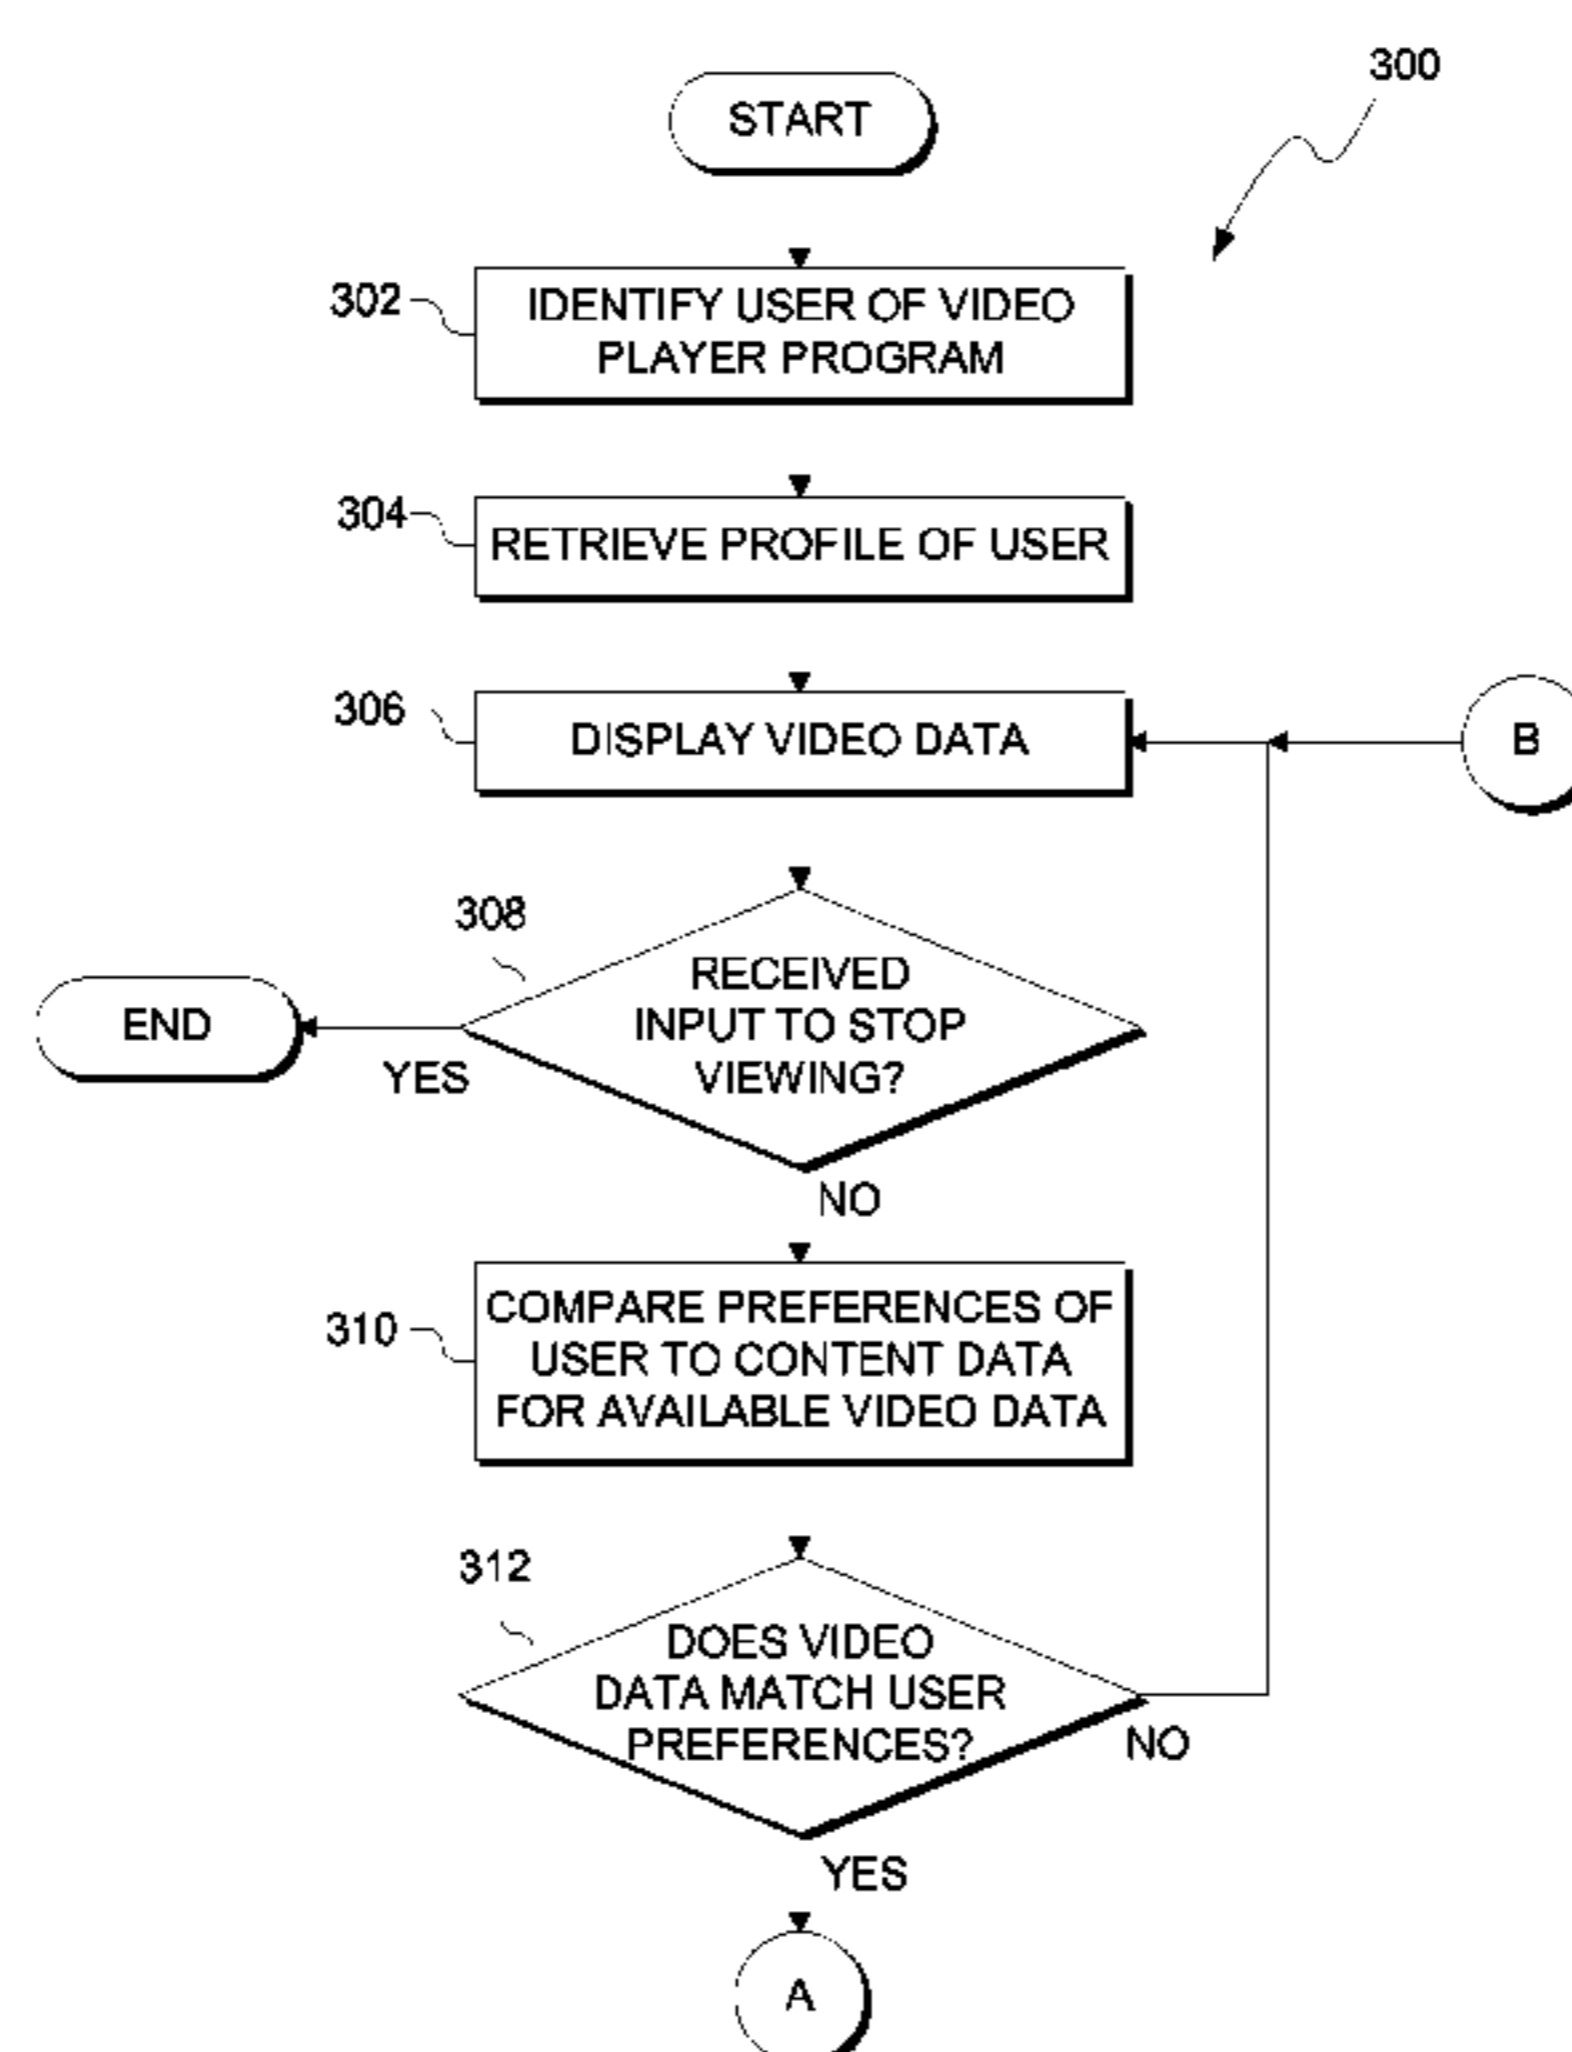 300
START
302
IDENTIFY USER OF VIDEO
PLAYER PROGRAM
304
RETRIEVE PROFILE OF USER
306
DISPLAY VIDEO DATA
B
308
RECEIVED
INPUT TO STOP
VIEWING?
END
YES
NO
310
COMPARE PREFERENCES OF
USER TO CONTENT DATA
FOR AVAILABLE VIDEO DATA
312
DOES VIDEO
DATA MATCH USER
PREFERENCES?
NO
YES
A